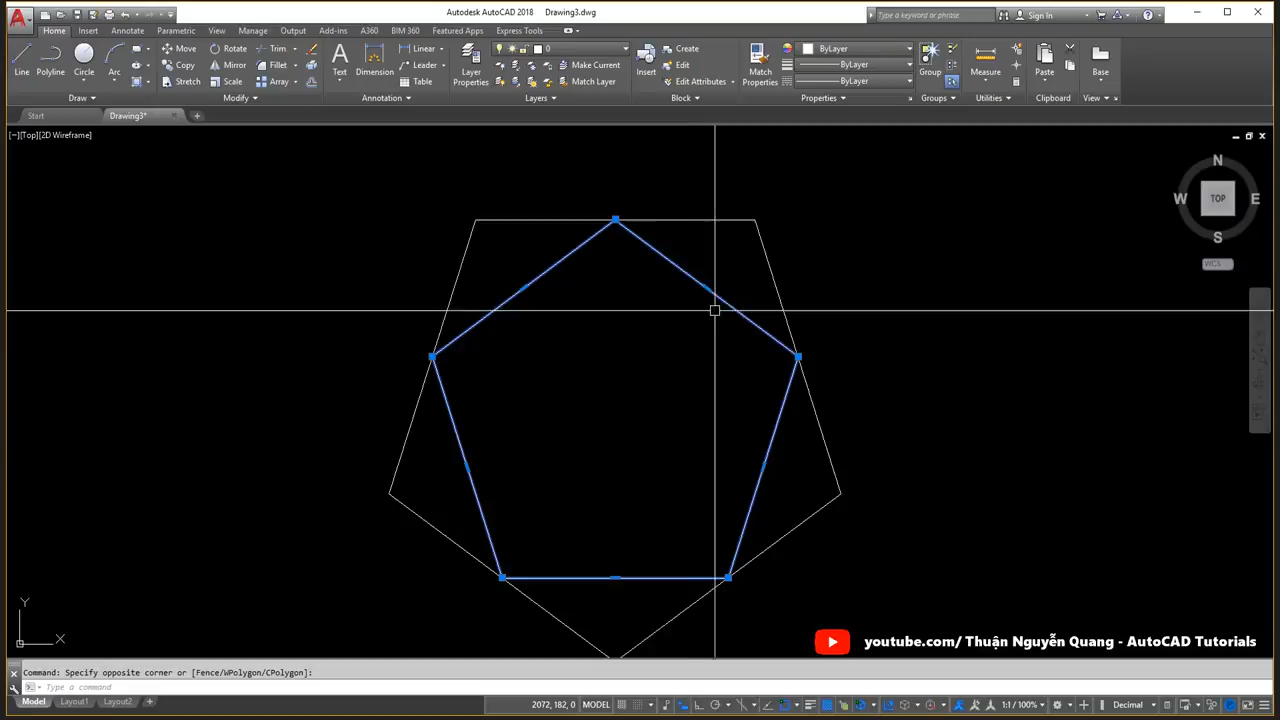 Autodesk AutoCAD 2018 Drawing3.dwg
Type a keyword or phrase
Sign In
Home Insert Annotate Parametric View Manage Output Add-ins A360 BIM 360 Featured Apps Express Tools
Line Polyline Circle Arc
Move Rotate Trim
Copy Mirror Fillet
Stretch Scale Array
Text Dimension
Linear
Leader
Table
Layer Properties
0
Make Current
Match Layer
Insert
Create
Edit
Edit Attributes
Match Properties
ByLayer
ByLayer
ByLayer
Group
Measure
Paste
Base
Draw Modify Annotation Layers Block Properties Groups Utilities Clipboard View
Start Drawing3*
[−][Top][2D Wireframe]
N
W TOP E
S
WCS
Y
X
youtube.com/ Thuận Nguyễn Quang - AutoCAD Tutorials
Command: Specify opposite corner or [Fence/WPolygon/CPolygon]:
Type a command
Model Layout1 Layout2
2072, 182, 0 MODEL 1:1 / 100% Decimal